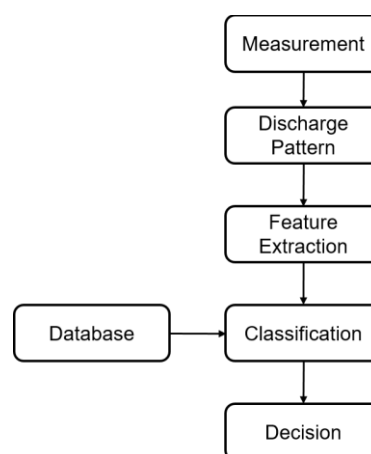 Measurement
Discharge
Pattern
Feature
Extraction
Database
Classification
Decision